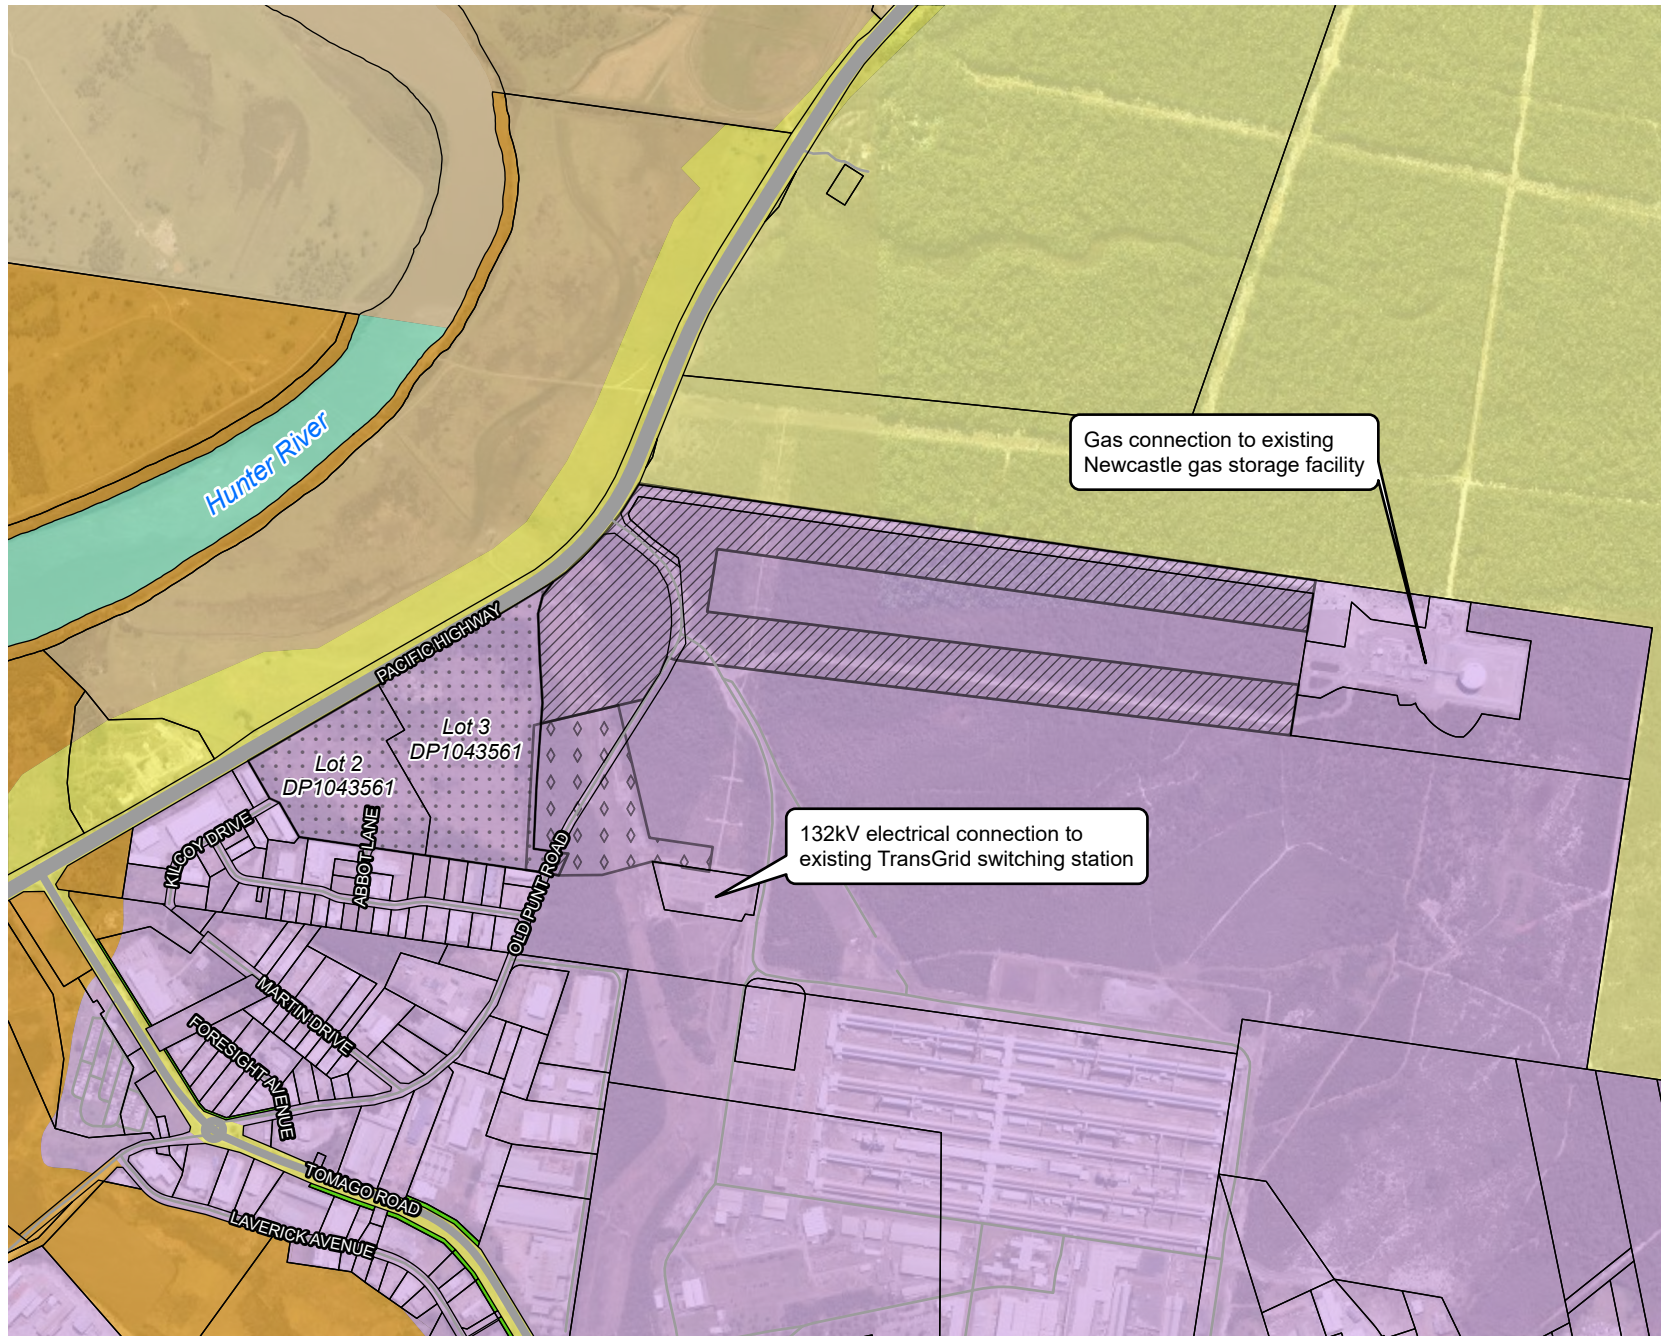 Gas connection to existing
Newcastle gas storage facility
Hunter River
PACIFIC HIGHWAY
Lot 3
DP1043561
Lot 2
DP1043561
132kV electrical connection to
existing TransGrid switching station
KILCOY DRIVE
ABBOT LANE
OLD PUNT ROAD
MARTIN DRIVE
FORESIGHT AVENUE
TOMAGO ROAD
LAVERICK AVENUE